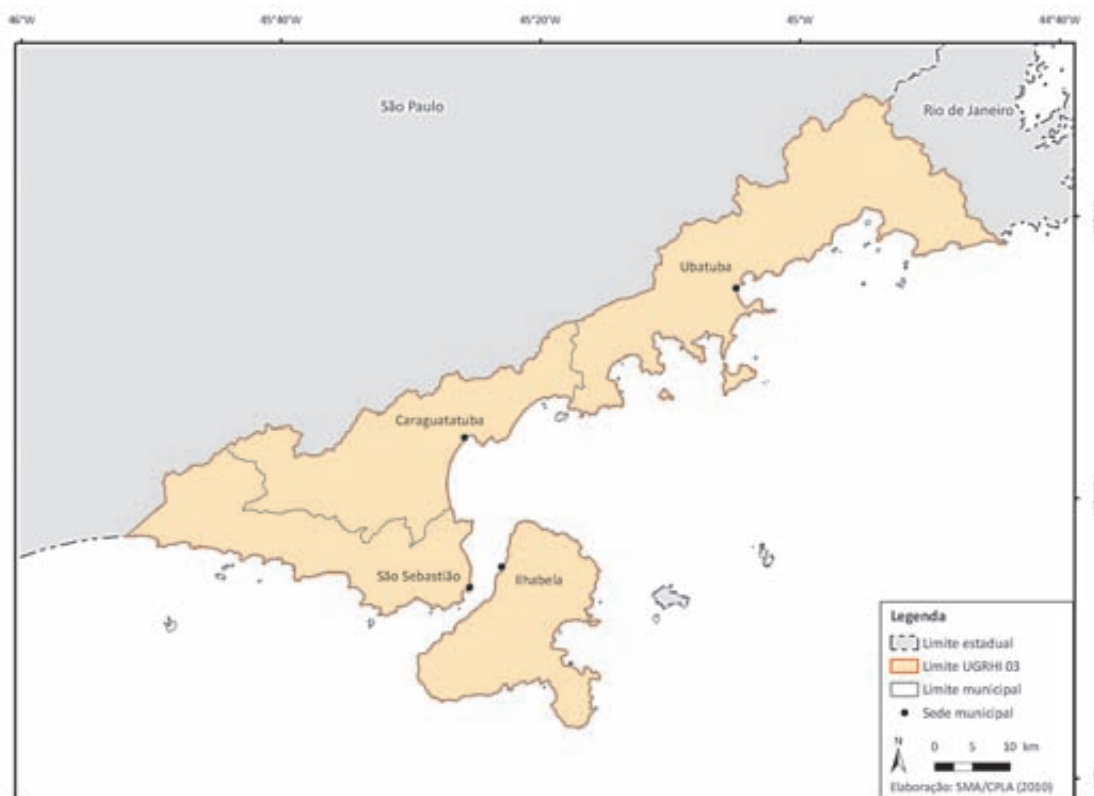 46°W 45°40'W 45°20'W 45°W 44°40'W
São Paulo
Rio de Janeiro
Ubatuba
Caraguatatuba
São Sebastião
Ilhabela
Legenda
Limite estadual
Limite UGRHI 03
Limite municipal
Sede municipal
N
0 5 10 km
Elaboração: SMA/CPLA (2010)